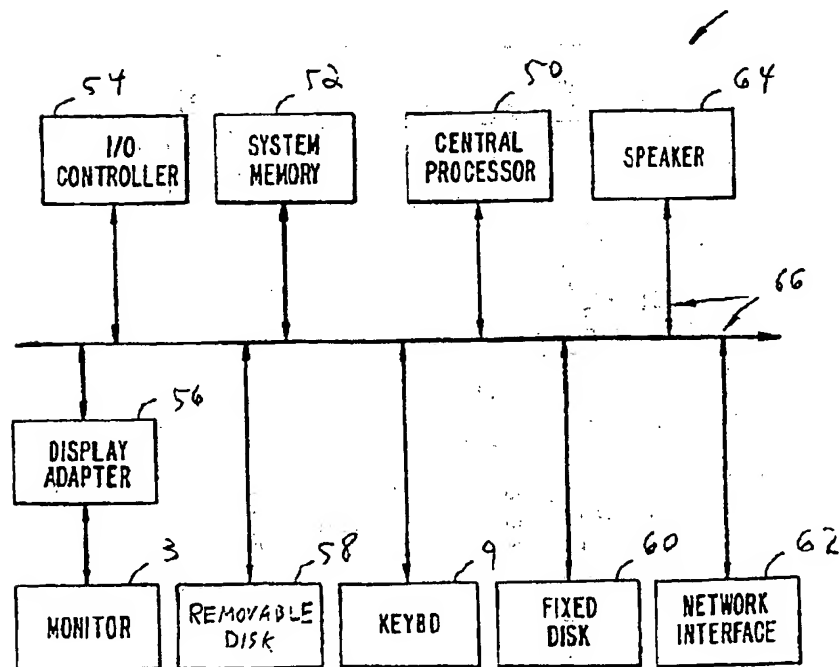 54
52
50
64
I/O
CONTROLLER
SYSTEM
MEMORY
CENTRAL
PROCESSOR
SPEAKER
66
56
DISPLAY
ADAPTER
3
58
9
60
62
MONITOR
REMOVABLE
DISK
KEYBD
FIXED
DISK
NETWORK
INTERFACE